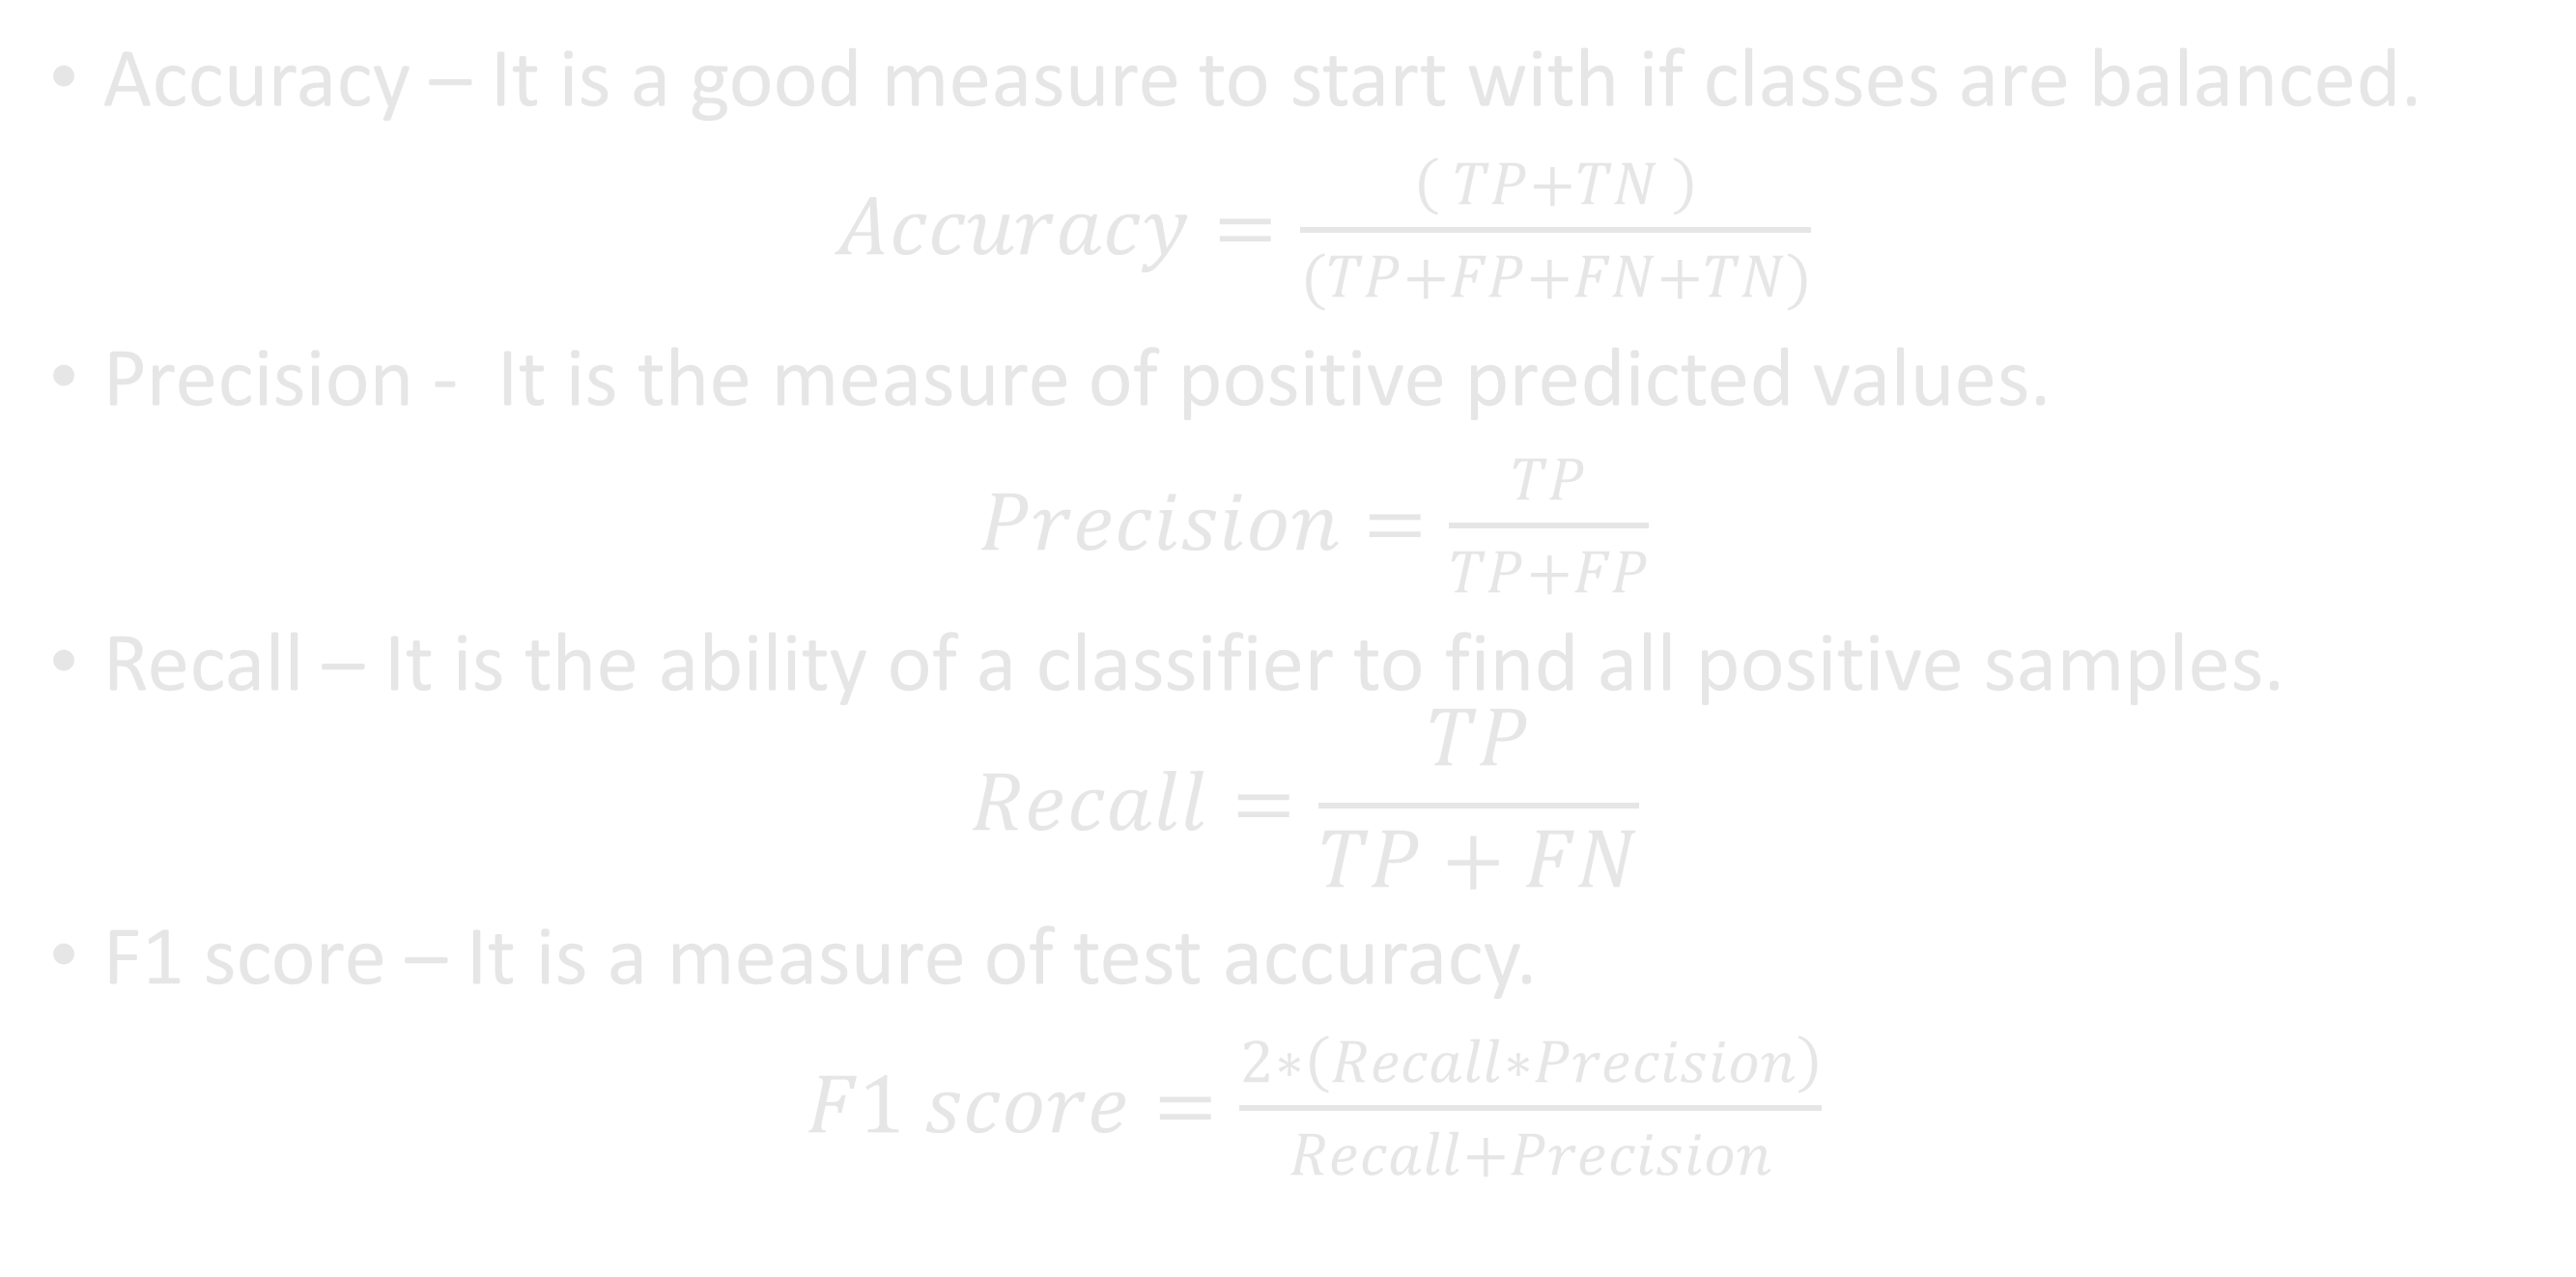 • Accuracy – It is a good measure to start with if classes are balanced.
Accuracy = ( TP+TN ) / (TP+FP+FN+TN)
• Precision -  It is the measure of positive predicted values.
Precision = TP / TP+FP
• Recall – It is the ability of a classifier to find all positive samples.
Recall = TP / TP + FN
• F1 score – It is a measure of test accuracy.
F1 score = 2*(Recall*Precision) / Recall+Precision